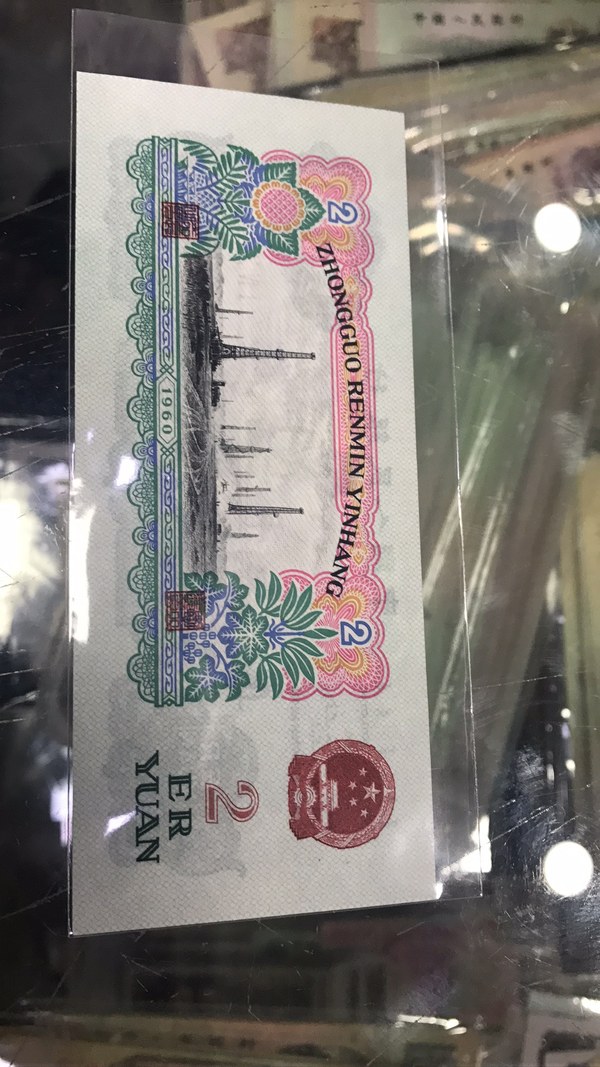 ZHONGGUO RENMIN YINHANG
2
2
1960
2
ER
YUAN